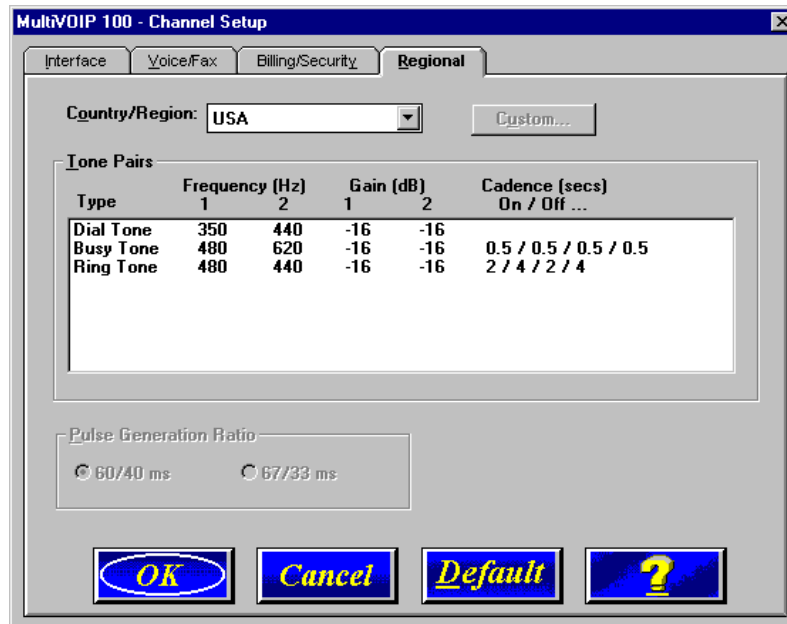 MultiVOIP 100 - Channel Setup
Interface Voice/Fax Billing/Security Regional
Country/Region: USA Custom...
Tone Pairs
Frequency (Hz) Gain (dB) Cadence (secs)
Type 1 2 1 2 On / Off ...
Dial Tone 350 440 -16 -16
Busy Tone 480 620 -16 -16 0.5 / 0.5 / 0.5 / 0.5
Ring Tone 480 440 -16 -16 2 / 4 / 2 / 4
Pulse Generation Ratio
60/40 ms 67/33 ms
OK Cancel Default ?